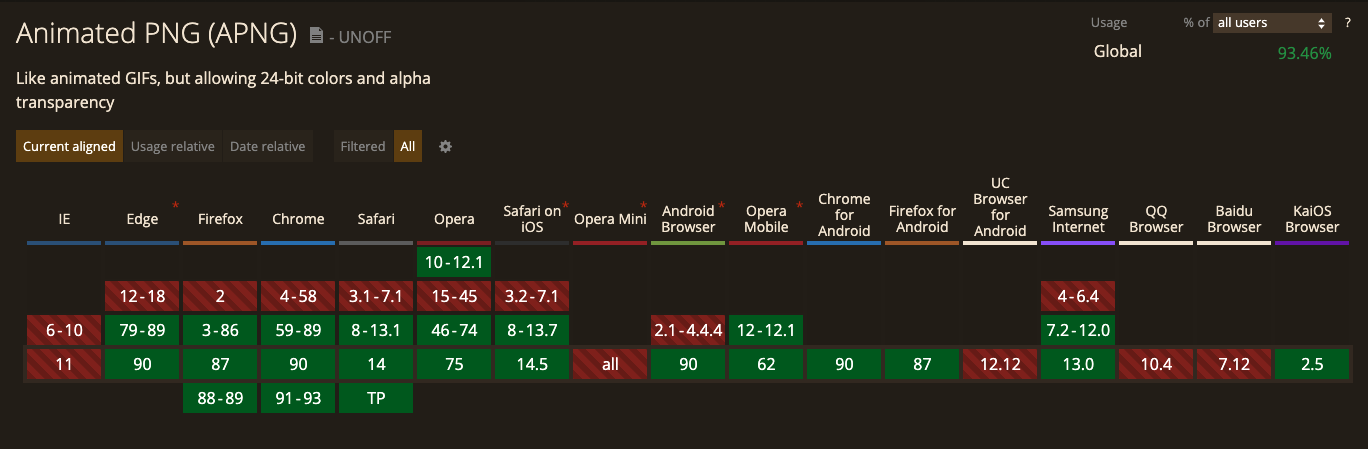 Animated PNG (APNG) - UNOFF
Usage % of all users ?
Global 93.46%
Like animated GIFs, but allowing 24-bit colors and alpha
transparency
Current aligned Usage relative Date relative Filtered All
IE Edge * Firefox Chrome Safari Opera Safari on iOS * Opera Mini * Android Browser * Opera Mobile * Chrome for Android Firefox for Android UC Browser for Android Samsung Internet QQ Browser Baidu Browser KaiOS Browser
10-12.1
12-18 2 4-58 3.1-7.1 15-45 3.2-7.1 4-6.4
6-10 79-89 3-86 59-89 8-13.1 46-74 8-13.7 2.1-4.4.4 12-12.1 7.2-12.0
11 90 87 90 14 75 14.5 all 90 62 90 87 12.12 13.0 10.4 7.12 2.5
88-89 91-93 TP